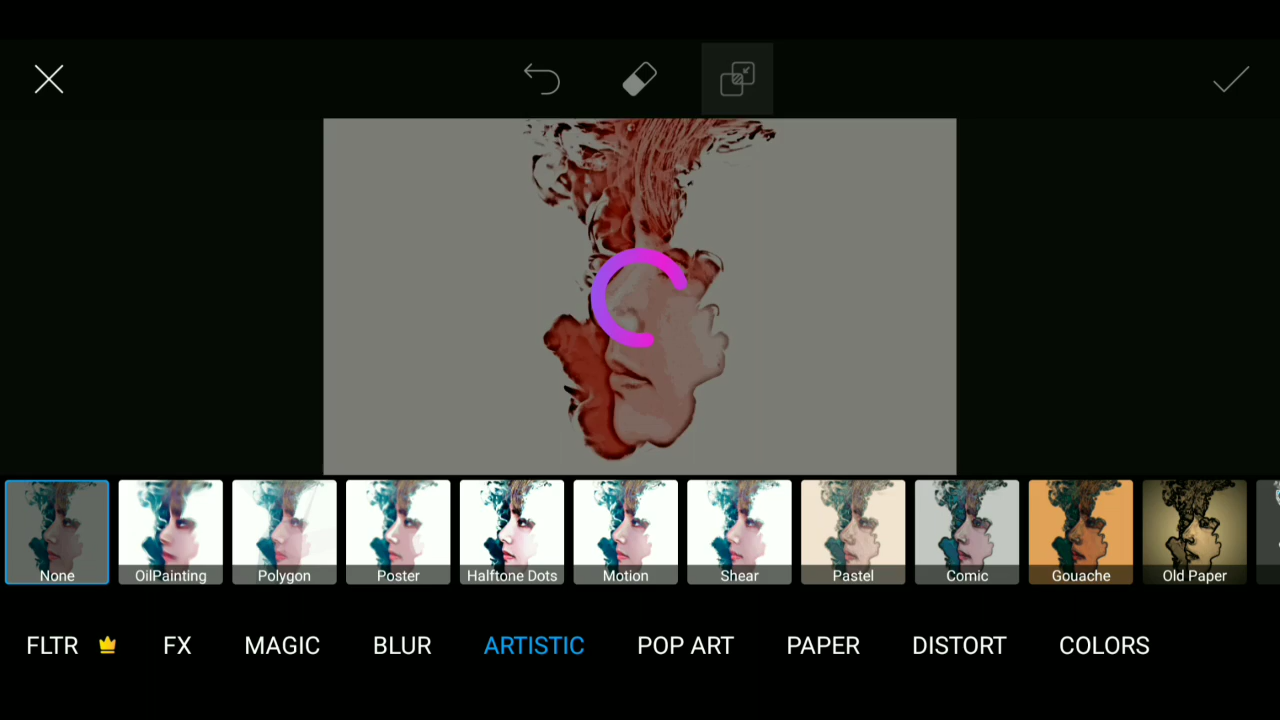 None
OilPainting
Polygon
Poster
Halftone Dots
Motion
Shear
Pastel
Comic
Gouache
Old Paper
FLTR FX MAGIC BLUR ARTISTIC POP ART PAPER DISTORT COLORS